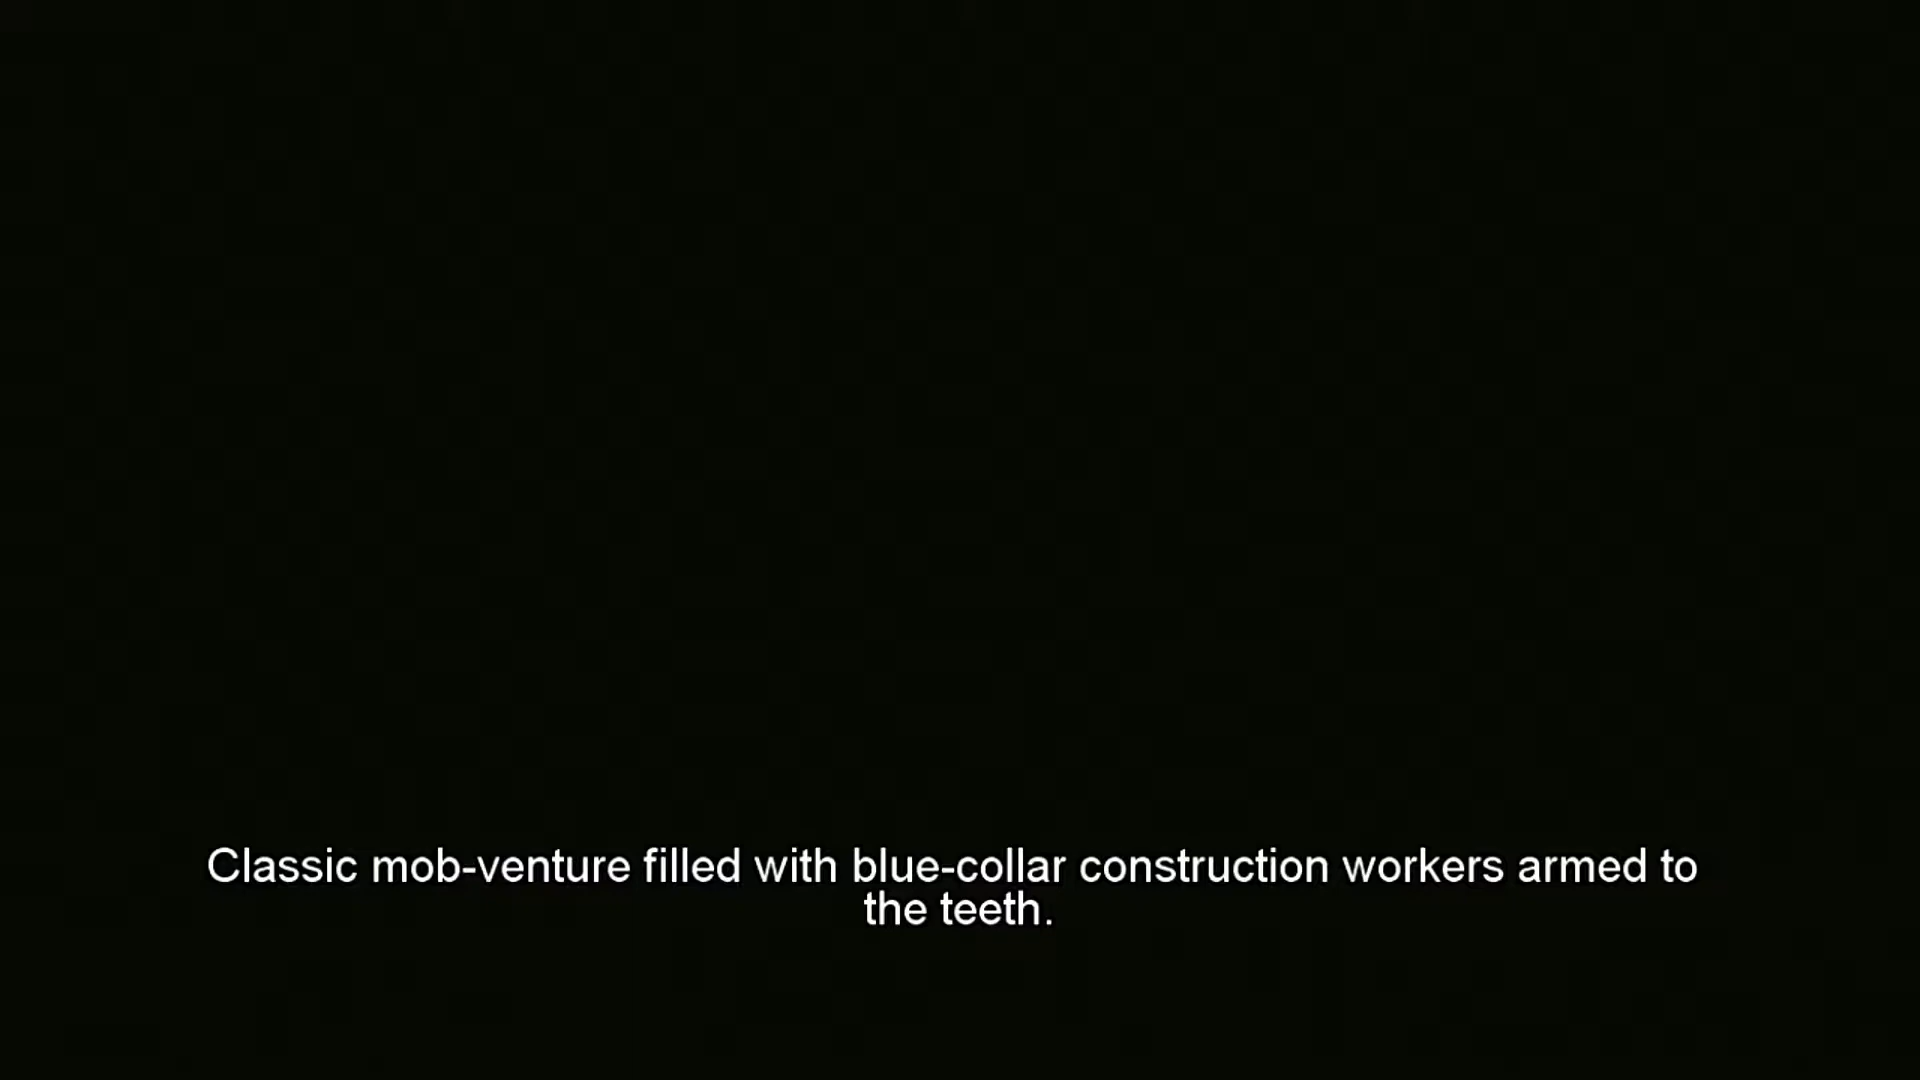 Classic mob-venture filled with blue-collar construction workers armed to
the teeth.